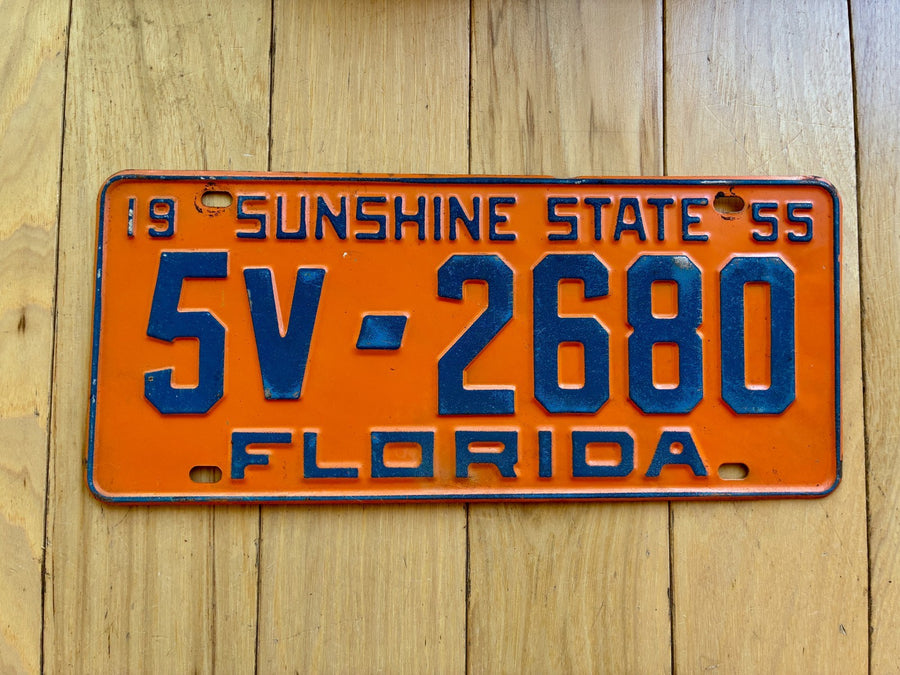 19 SUNSHINE STATE 55
5V-2680
FLORIDA